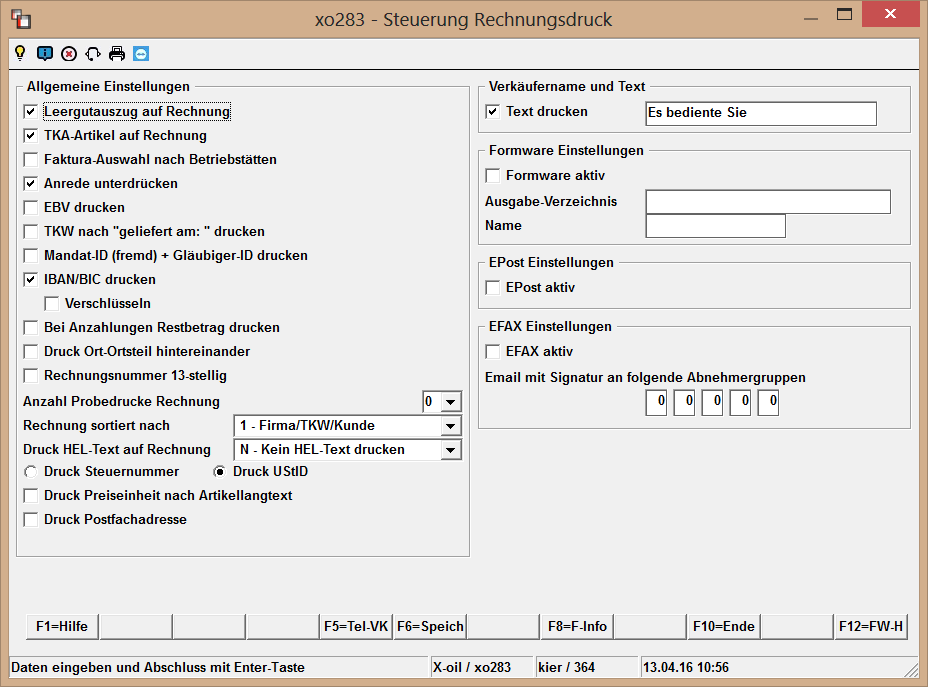 xo283 - Steuerung Rechnungsdruck
Allgemeine Einstellungen
Leergutauszug auf Rechnung
TKA-Artikel auf Rechnung
Faktura-Auswahl nach Betriebstätten
Anrede unterdrücken
EBV drucken
TKW nach "geliefert am: " drucken
Mandat-ID (fremd) + Gläubiger-ID drucken
IBAN/BIC drucken
Verschlüsseln
Bei Anzahlungen Restbetrag drucken
Druck Ort-Ortsteil hintereinander
Rechnungsnummer 13-stellig
Anzahl Probedrucke Rechnung 0
Rechnung sortiert nach 1 - Firma/TKW/Kunde
Druck HEL-Text auf Rechnung N - Kein HEL-Text drucken
Druck Steuernummer Druck UStID
Druck Preiseinheit nach Artikellangtext
Druck Postfachadresse
Verkäufername und Text
Text drucken Es bediente Sie
Formware Einstellungen
Formware aktiv
Ausgabe-Verzeichnis
Name
EPost Einstellungen
EPost aktiv
EFAX Einstellungen
EFAX aktiv
Email mit Signatur an folgende Abnehmergruppen
0 0 0 0 0
F1=Hilfe F5=Tel-VK F6=Speich F8=F-Info F10=Ende F12=FW-H
Daten eingeben und Abschluss mit Enter-Taste X-oil / xo283 kier / 364 13.04.16 10:56